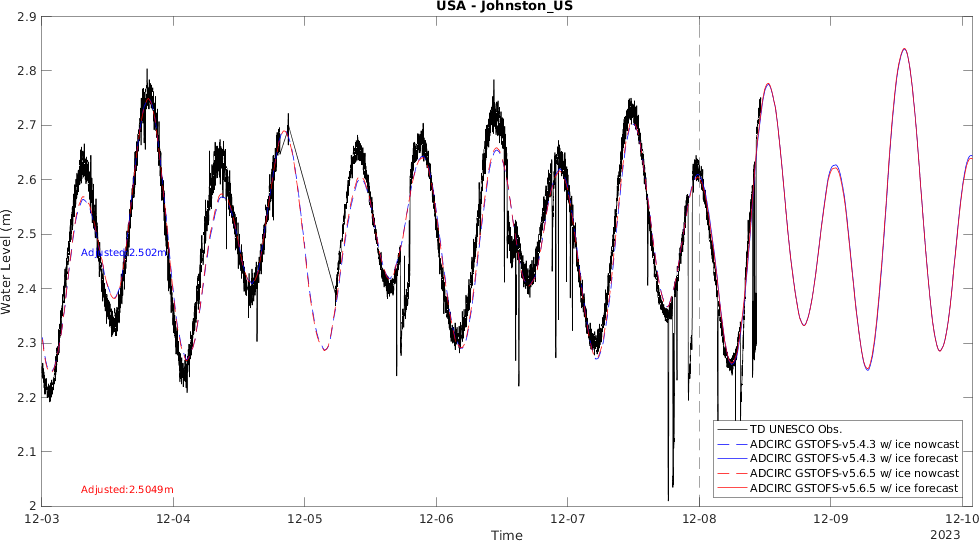 USA - Johnston_US
2.9
2.8
2.7
2.6
2.5
2.4
2.3
2.2
2.1
2
Water Level (m)
Adjusted:2.502m
Adjusted:2.5049m
TD UNESCO Obs.
ADCIRC GSTOFS-v5.4.3 w/ ice nowcast
ADCIRC GSTOFS-v5.4.3 w/ ice forecast
ADCIRC GSTOFS-v5.6.5 w/ ice nowcast
ADCIRC GSTOFS-v5.6.5 w/ ice forecast
12-03 12-04 12-05 12-06 12-07 12-08 12-09 12-10
Time
2023